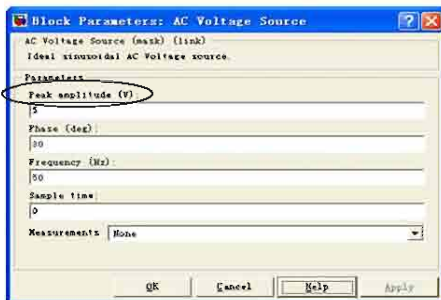 Block Parameters: AC Voltage Source
AC Voltage Source (mask) (link)
Ideal sinusoidal AC Voltage source.
Parameters
Peak amplitude (V):
5
Phase (deg):
30
Frequency (Hz):
50
Sample time:
0
Measurements None
OK Cancel Help Apply